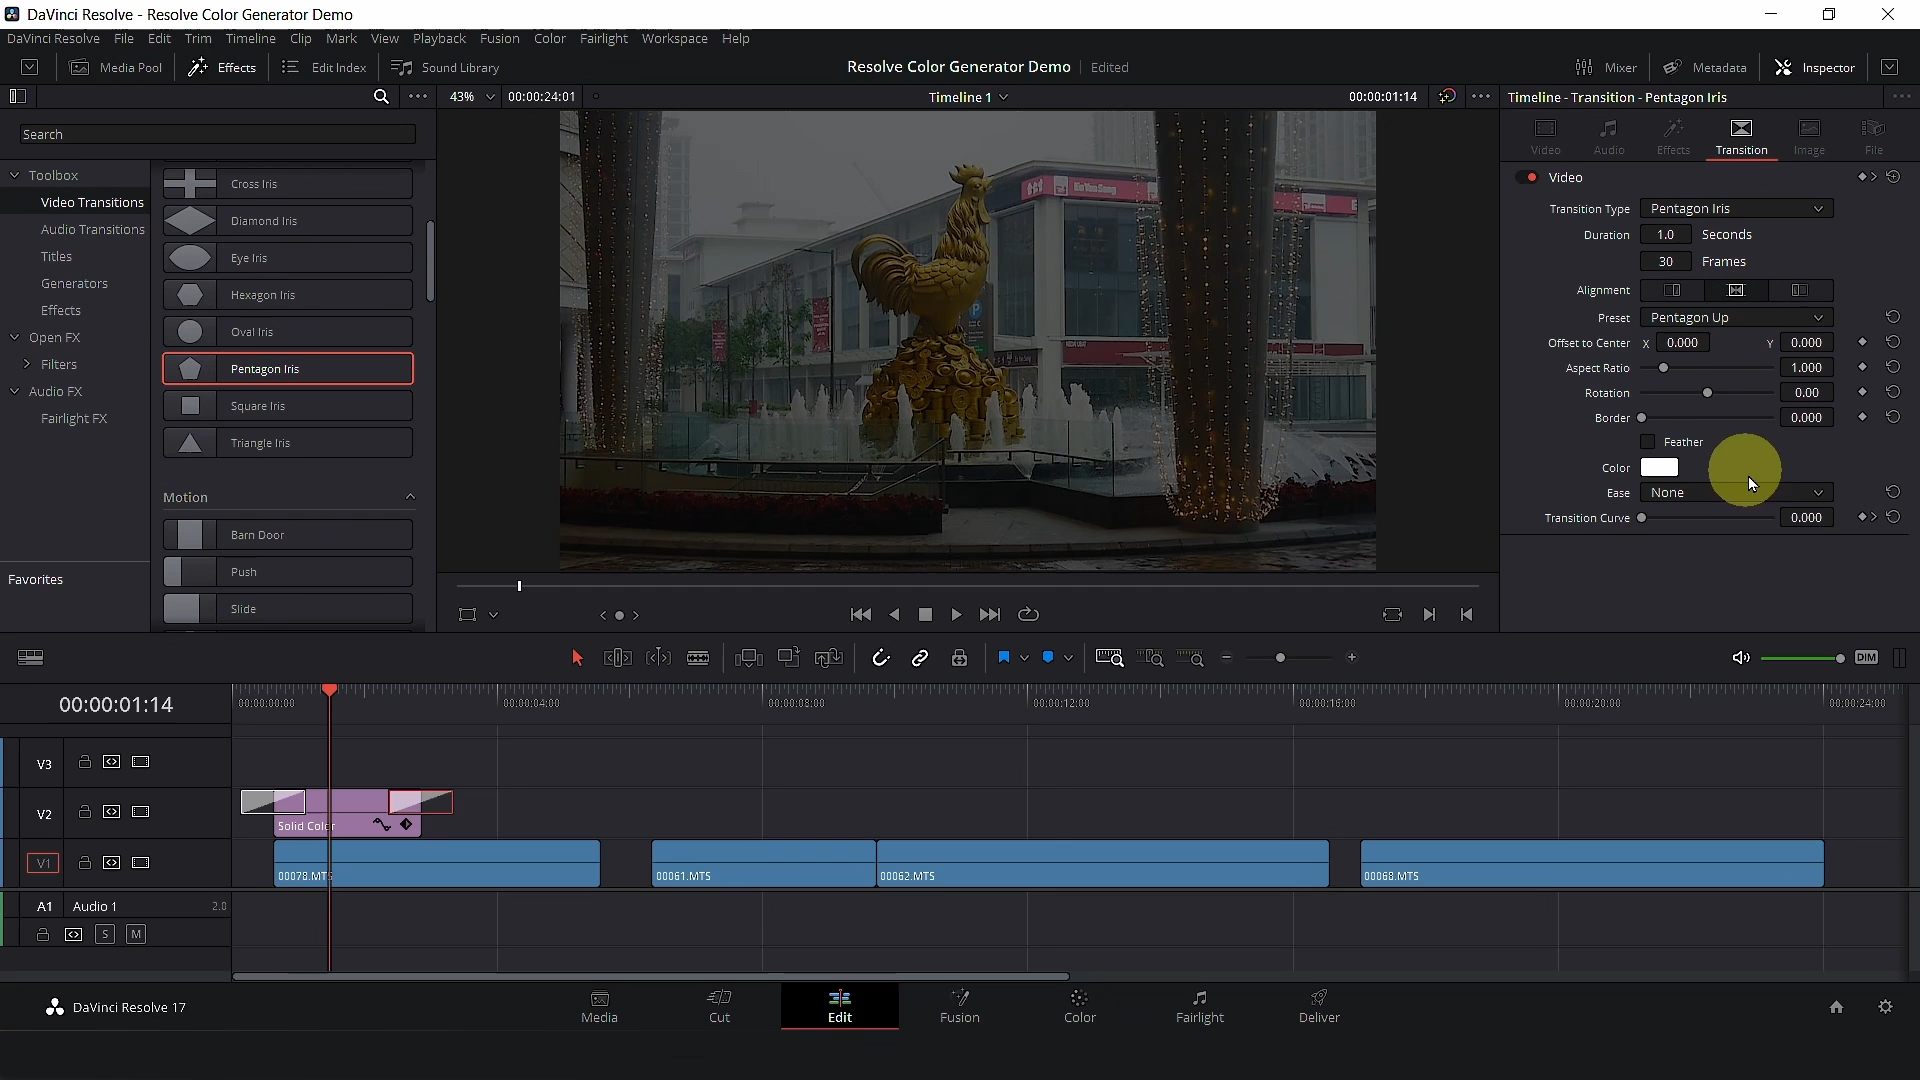 DaVinci Resolve - Resolve Color Generator Demo
DaVinci Resolve File Edit Trim Timeline Clip Mark View Playback Fusion Color Fairlight Workspace Help
Media Pool Effects Edit Index Sound Library Resolve Color Generator Demo Edited Mixer Metadata Inspector
43% 00:00:24:01 Timeline 1 00:00:01:14 Timeline - Transition - Pentagon Iris
Search
Toolbox
Video Transitions
Audio Transitions
Titles
Generators
Effects
Open FX
Filters
Audio FX
Fairlight FX
Favorites
Cross Iris
Diamond Iris
Eye Iris
Hexagon Iris
Oval Iris
Pentagon Iris
Square Iris
Triangle Iris
Motion
Barn Door
Push
Slide
Video Audio Effects Transition Image File
Video
Transition Type Pentagon Iris
Duration 1.0 Seconds
30 Frames
Alignment
Preset Pentagon Up
Offset to Center X 0.000 Y 0.000
Aspect Ratio 1.000
Rotation 0.00
Border 0.000
Feather
Color
Ease None
Transition Curve 0.000
DIM
00:00:01:14 00:00:00:00 00:00:04:00 00:00:08:00 00:00:12:00 00:00:16:00 00:00:20:00 00:00:24:00
V3
V2 Solid Color
V1 00078.MTS 00061.MTS 00062.MTS 00068.MTS
A1 Audio 1 2.0
S M
DaVinci Resolve 17 Media Cut Edit Fusion Color Fairlight Deliver